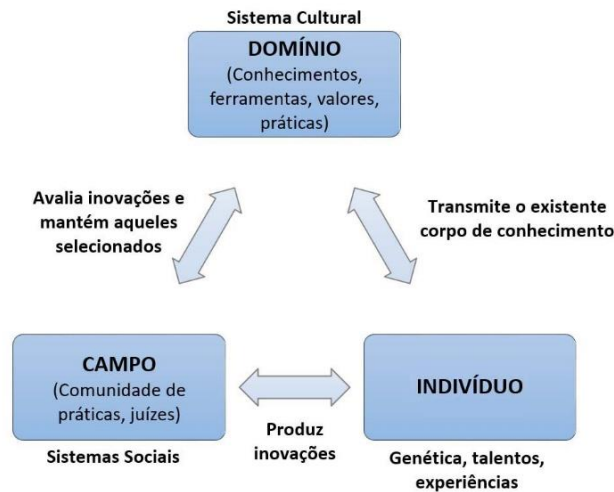 Sistema Cultural
DOMÍNIO
(Conhecimentos,
ferramentas, valores,
práticas)
Avalia inovações e
mantém aqueles
selecionados
Transmite o existente
corpo de conhecimento
CAMPO
(Comunidade de
práticas, juízes)
Sistemas Sociais
Produz
inovações
INDIVÍDUO
Genética, talentos,
experiências